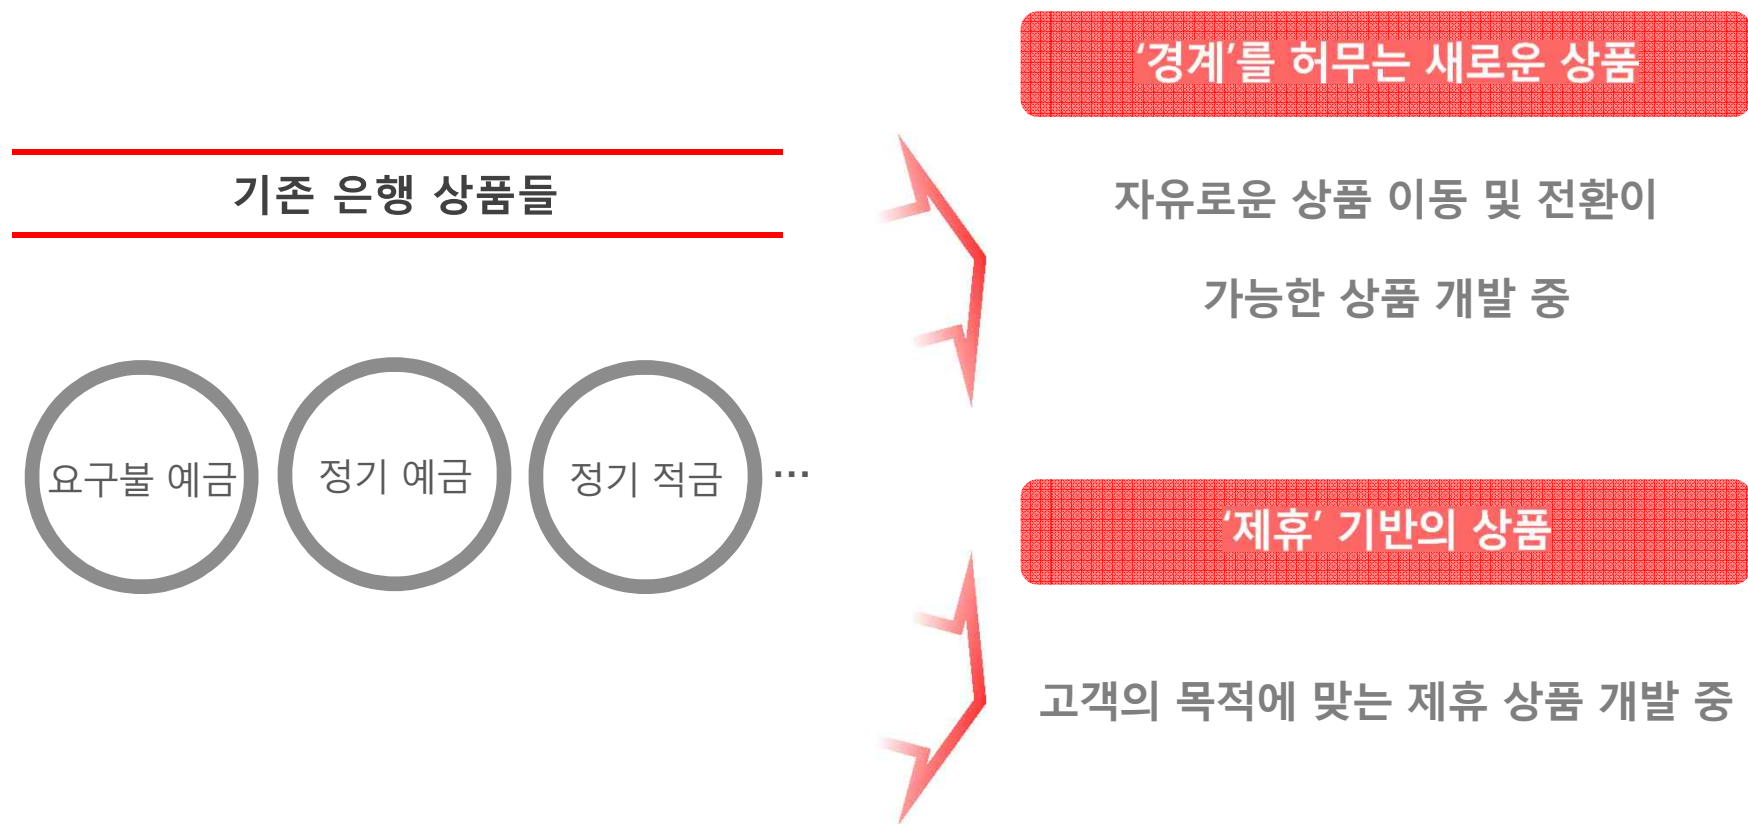 기존 은행 상품들
요구불 예금
정기 예금
정기 적금
...
‘경계’를 허무는 새로운 상품
자유로운 상품 이동 및 전환이
가능한 상품 개발 중
‘제휴’ 기반의 상품
고객의 목적에 맞는 제휴 상품 개발 중